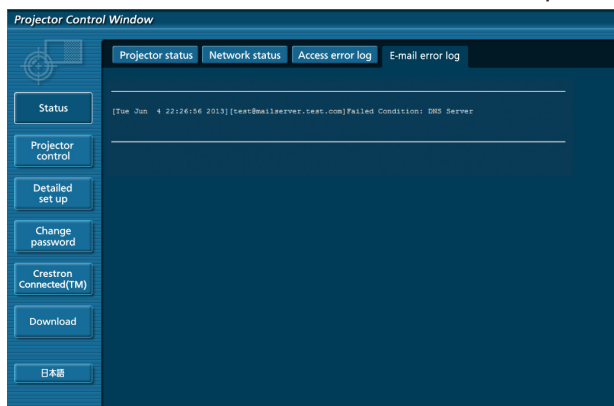 Projector Control Window
Projector status
Network status
Access error log
E-mail error log
[Tue Jun 4 22:26:56 2013][test@mailserver.test.com]Failed Condition: DNS Server
Status
Projector
control
Detailed
set up
Change
password
Crestron
Connected(TM)
Download
日本語